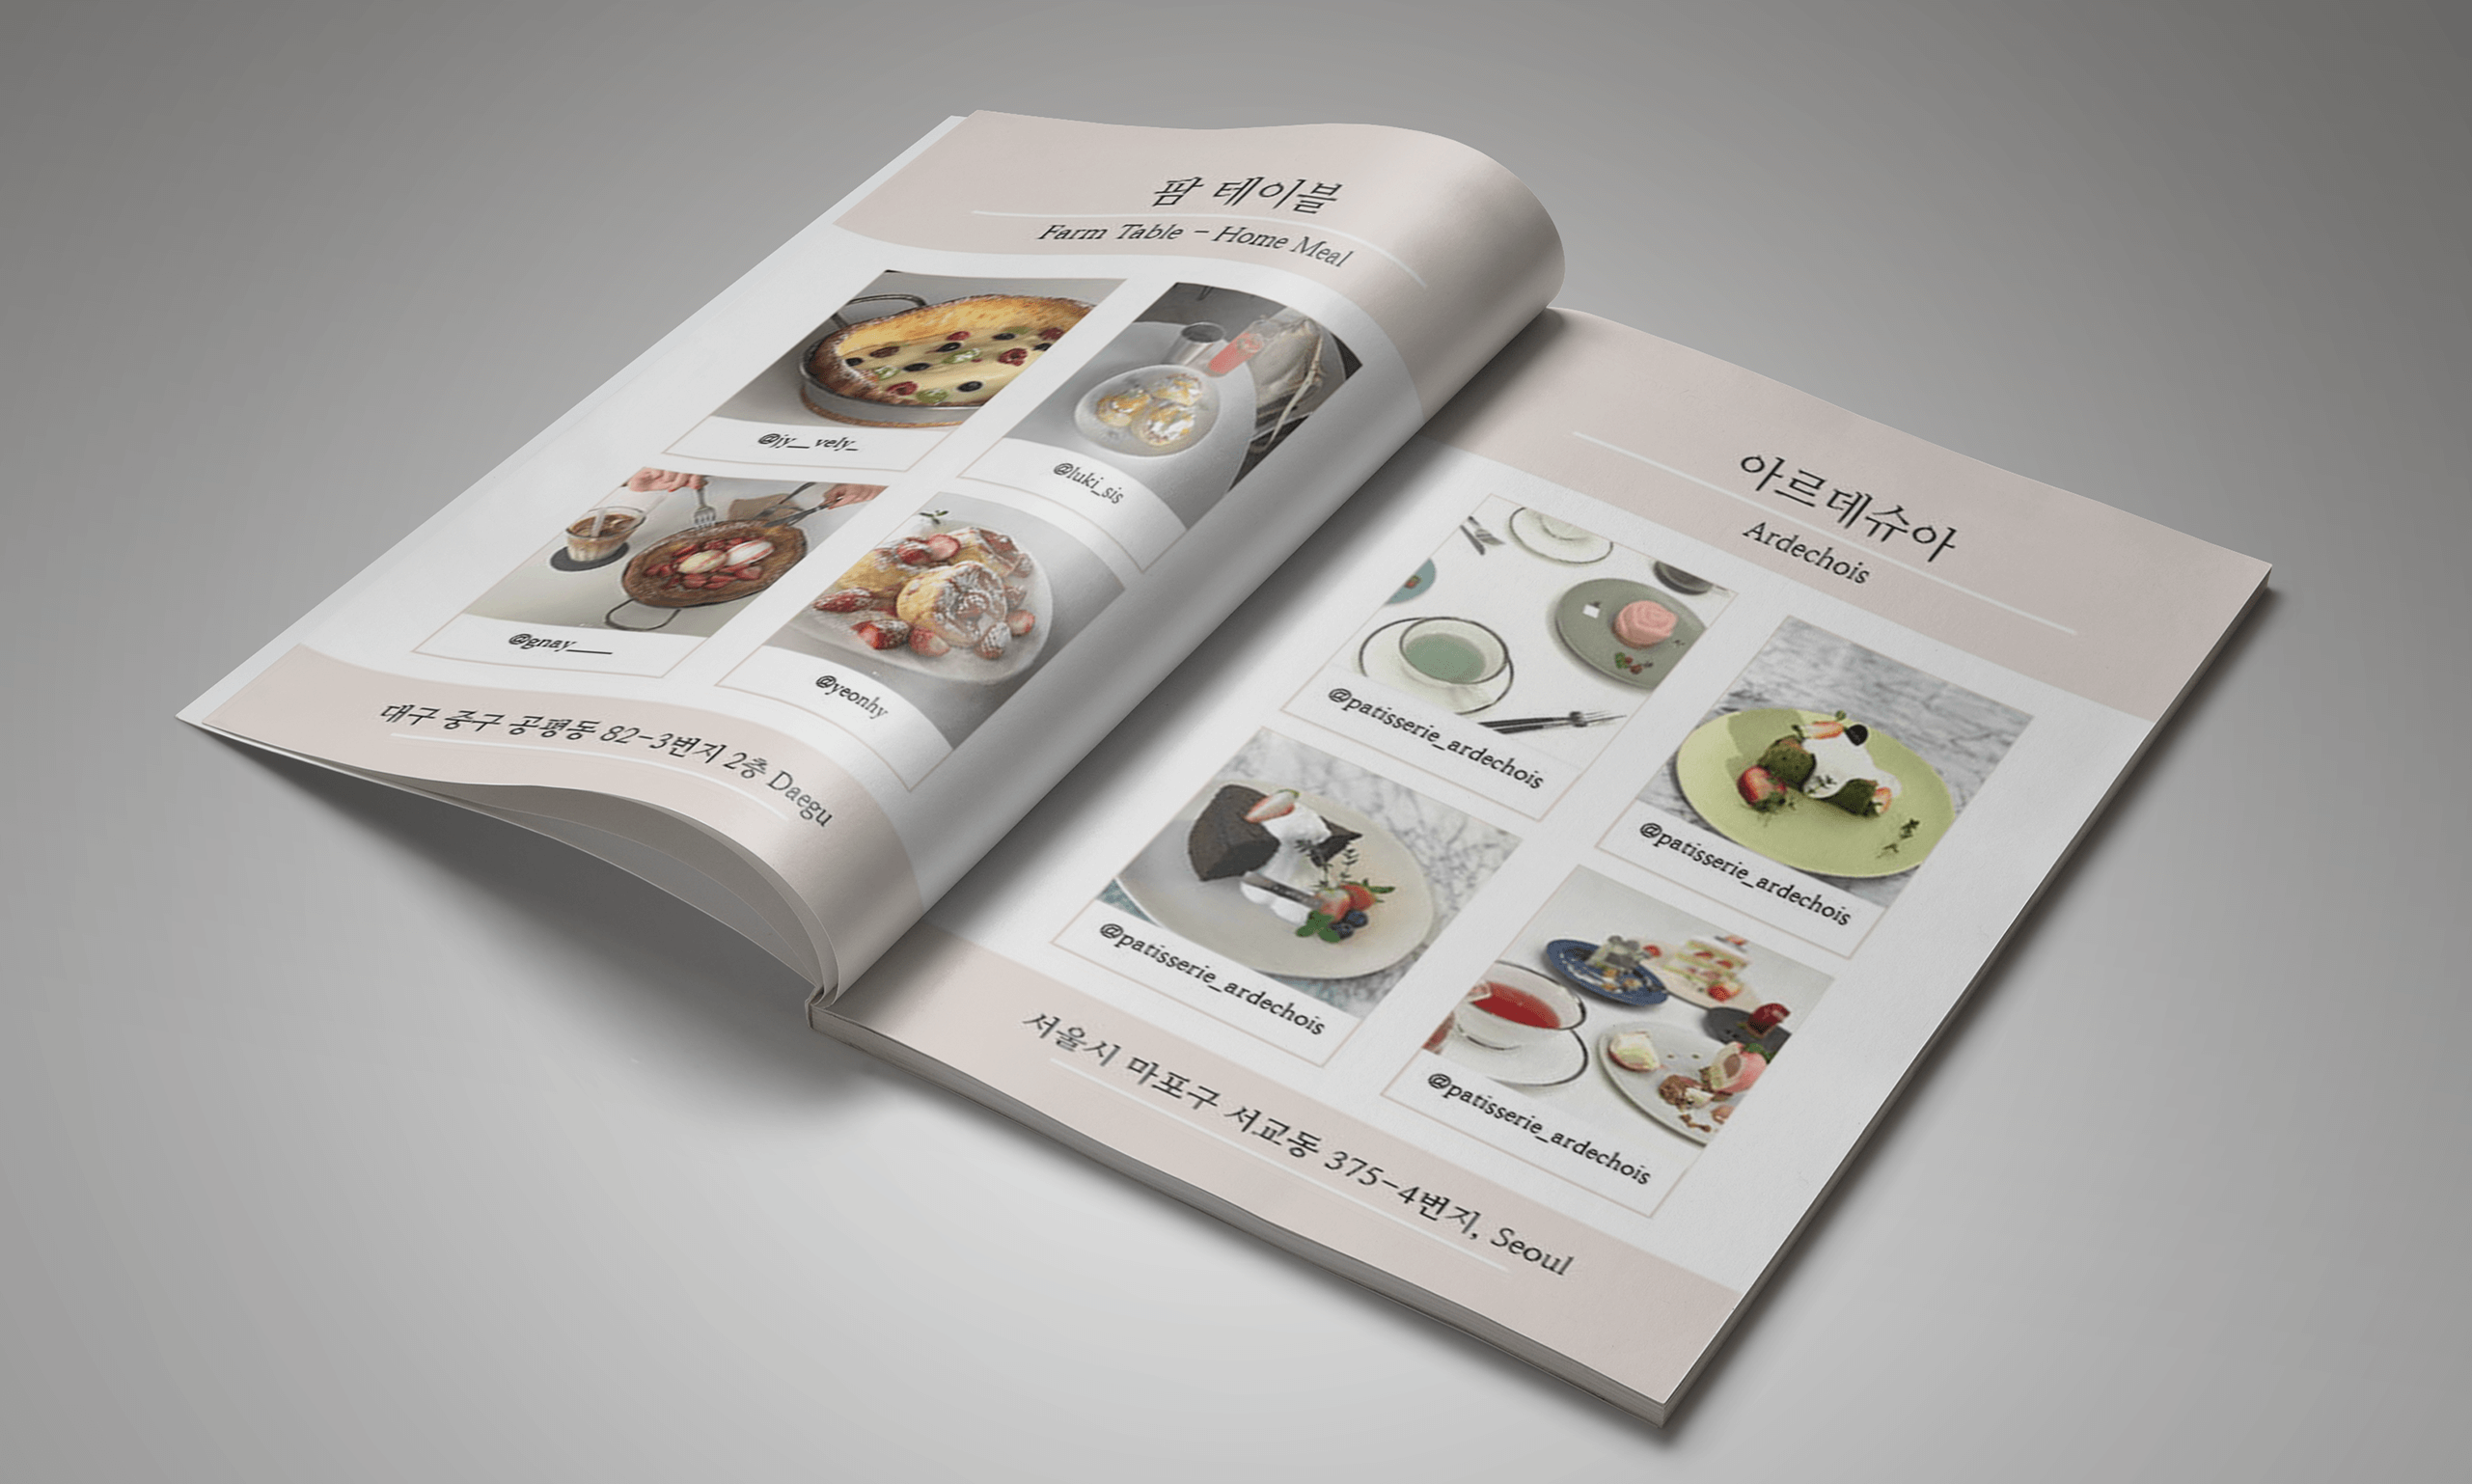 팜 테이블
Farm Table - Home Meal
@jy__vely_
@luki_sis
@gnay___
@yeonhy
대구 중구 공평동 82-3번지 2층 Daegu
아르데슈아
Ardechois
@patisserie_ardechois
@patisserie_ardechois
@patisserie_ardechois
@patisserie_ardechois
서울시 마포구 서교동 375-4번지, Seoul